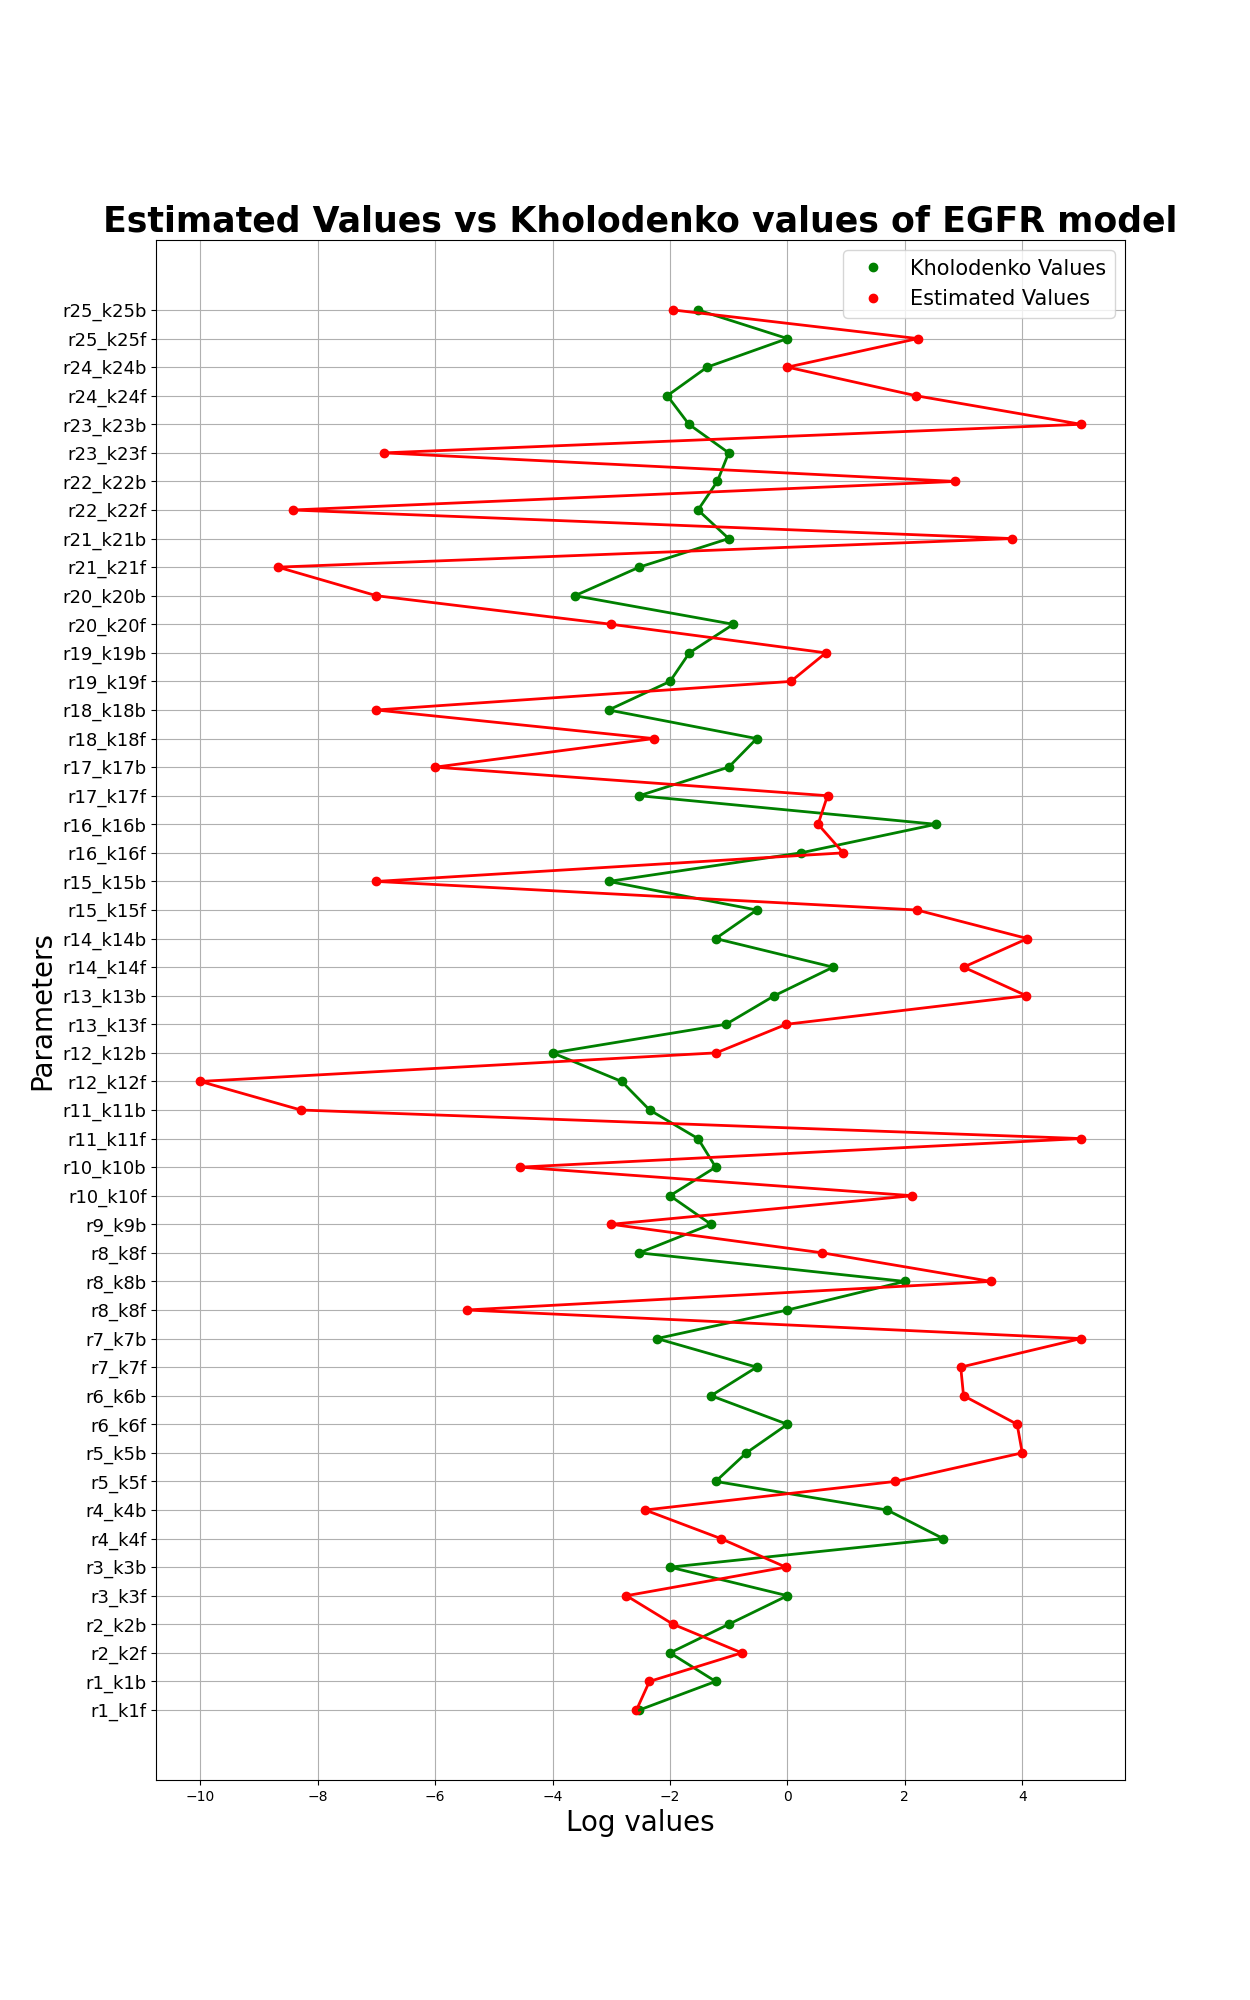 Estimated Values vs Kholodenko values of EGFR model
Kholodenko Values
Estimated Values
r25_k25b
r25_k25f
r24_k24b
r24_k24f
r23_k23b
r23_k23f
r22_k22b
r22_k22f
r21_k21b
r21_k21f
r20_k20b
r20_k20f
r19_k19b
r19_k19f
r18_k18b
r18_k18f
r17_k17b
r17_k17f
r16_k16b
r16_k16f
r15_k15b
r15_k15f
r14_k14b
r14_k14f
r13_k13b
r13_k13f
r12_k12b
r12_k12f
r11_k11b
r11_k11f
r10_k10b
r10_k10f
r9_k9b
r8_k8f
r8_k8b
r8_k8f
r7_k7b
r7_k7f
r6_k6b
r6_k6f
r5_k5b
r5_k5f
r4_k4b
r4_k4f
r3_k3b
r3_k3f
r2_k2b
r2_k2f
r1_k1b
r1_k1f
Parameters
−10 −8 −6 −4 −2 0 2 4
Log values